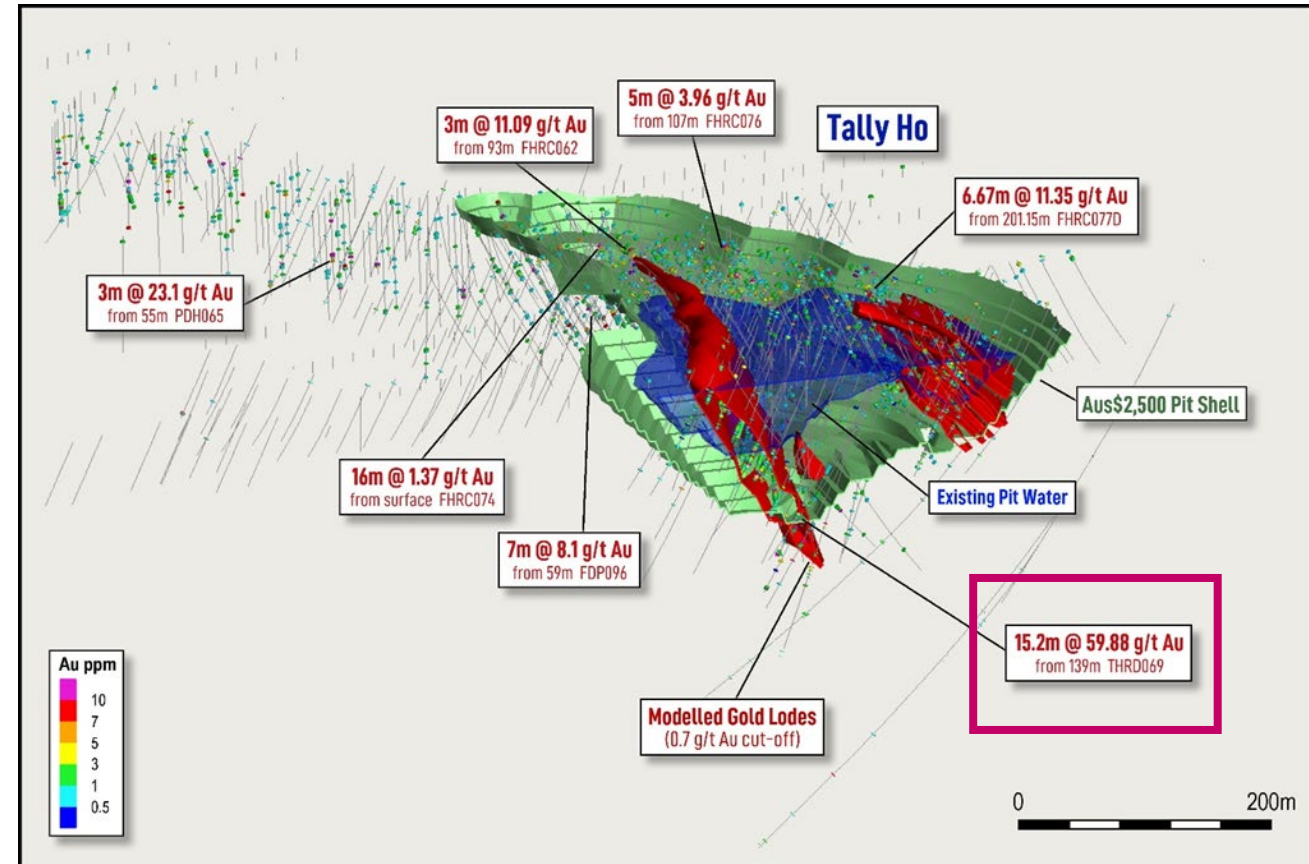 5m @ 3.96 g/t Au
from 107m FHRC076
Tally Ho
3m @ 11.09 g/t Au
from 93m FHRC062
6.67m @ 11.35 g/t Au
from 201.15m FHRC077D
3m @ 23.1 g/t Au
from 55m PDH065
Aus$2,500 Pit Shell
16m @ 1.37 g/t Au
from surface FHRC074
Existing Pit Water
7m @ 8.1 g/t Au
from 59m FDP096
15.2m @ 59.88 g/t Au
from 139m THRD069
Modelled Gold Lodes
(0.7 g/t Au cut-off)
Au ppm
10
7
5
3
1
0.5
0 200m